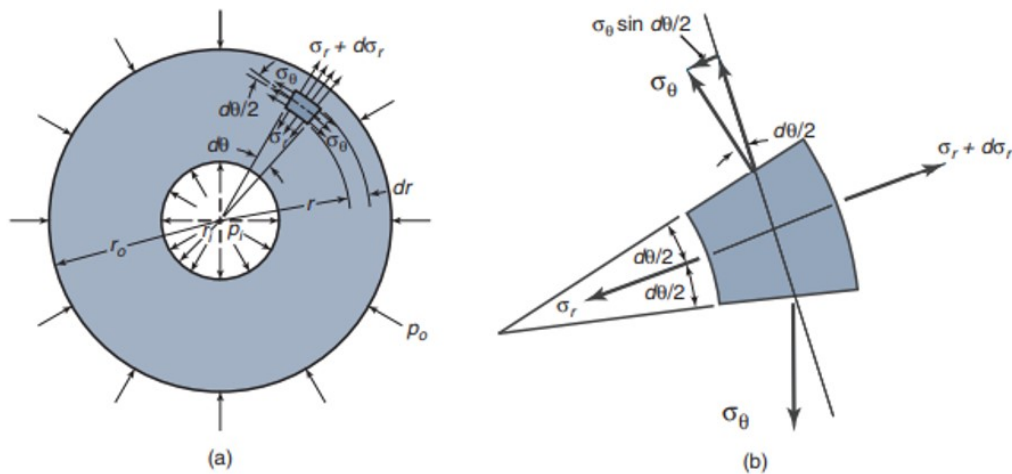 σr + dσr
σθ
dθ/2
σr
σθ
dθ
dr
r
ri
pi
ro
po
(a)
σθ sin dθ/2
σθ
dθ/2
σr + dσr
dθ/2
dθ/2
σr
σθ
(b)